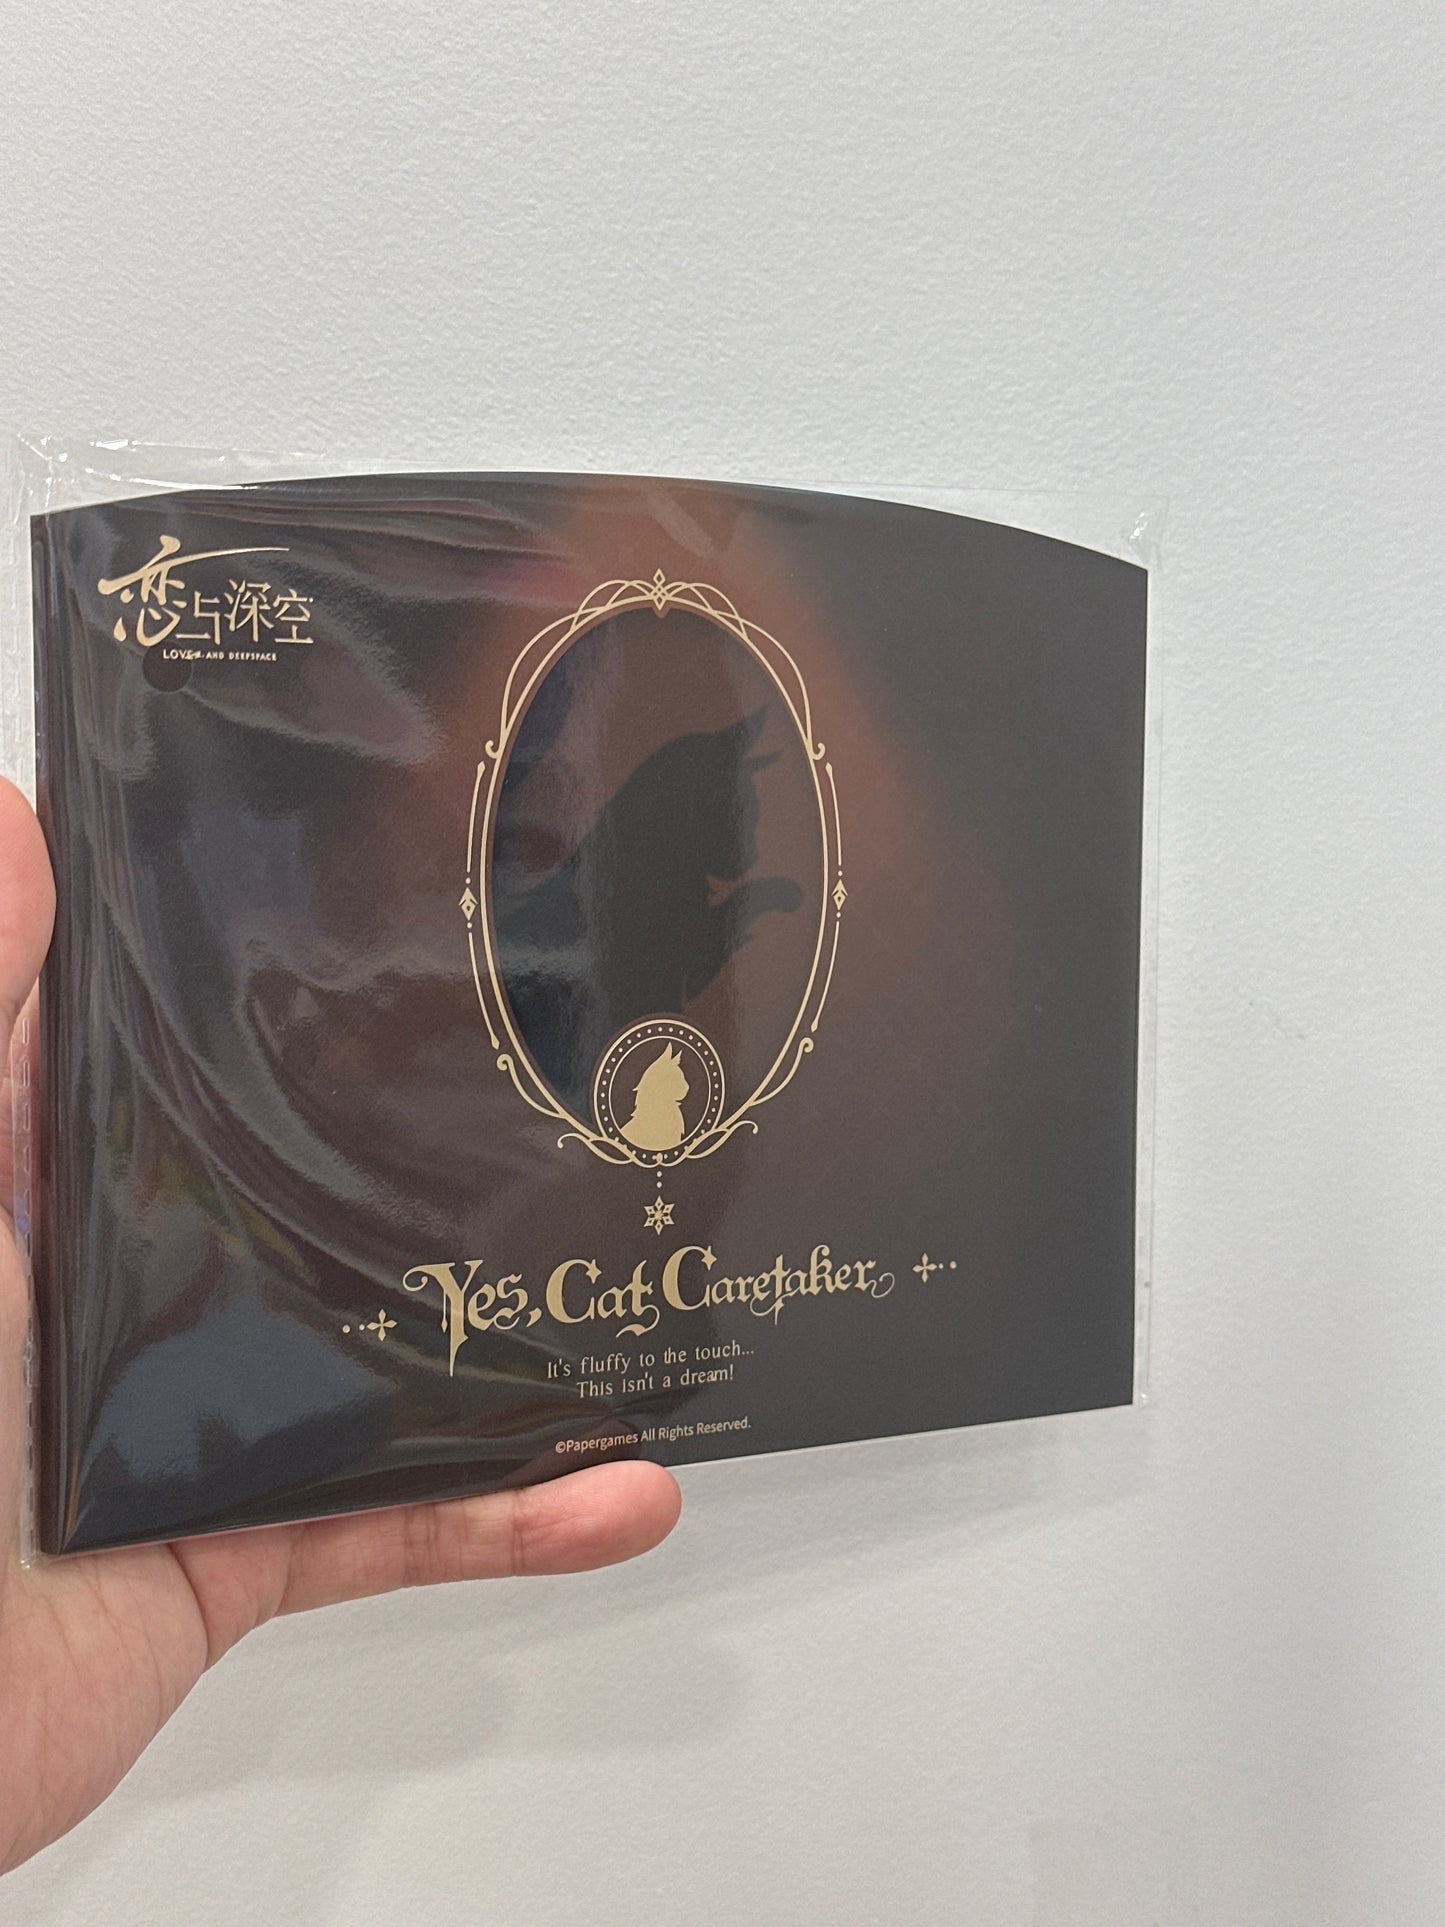 恋与深空
LOVE AND DEEPSPACE
Yes, Cat Caretaker
It's fluffy to the touch...
This isn't a dream!
©Papergames All Rights Reserved.